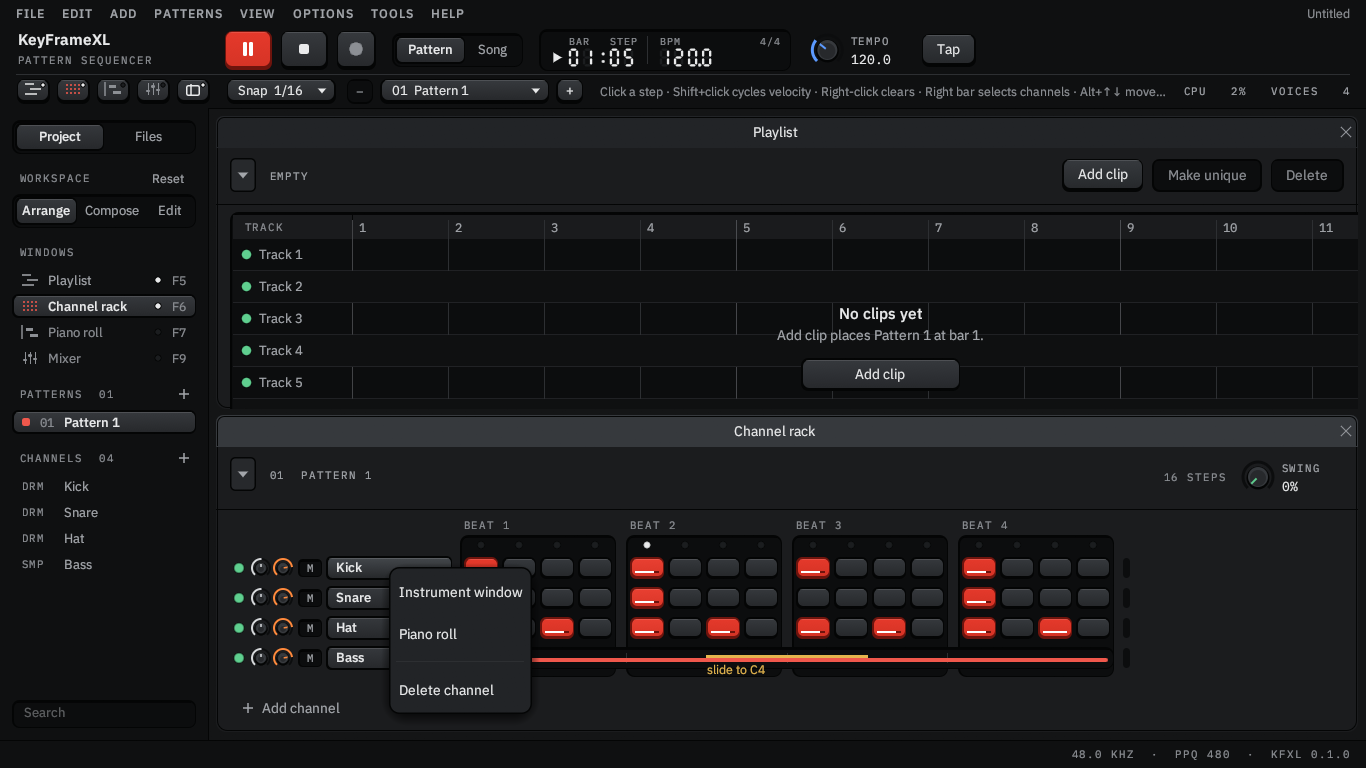 FILE EDIT ADD PATTERNS VIEW OPTIONS TOOLS HELP Untitled
KeyFrameXL
PATTERN SEQUENCER
Pattern Song
BAR STEP BPM 4/4
01:05 120.0
TEMPO
120.0
Tap
Snap 1/16 − 01 Pattern 1 + Click a step · Shift+click cycles velocity · Right-click clears · Right bar selects channels · Alt+↑↓ move… CPU 2% VOICES 4
Project Files
WORKSPACE Reset
Arrange Compose Edit
WINDOWS
Playlist F5
Channel rack F6
Piano roll F7
Mixer F9
PATTERNS 01 +
01 Pattern 1
CHANNELS 04 +
DRM Kick
DRM Snare
DRM Hat
SMP Bass
Search
Playlist
EMPTY Add clip Make unique Delete
TRACK 1 2 3 4 5 6 7 8 9 10 11
Track 1
Track 2
Track 3
Track 4
Track 5
No clips yet
Add clip places Pattern 1 at bar 1.
Add clip
Channel rack
01 PATTERN 1 16 STEPS
SWING
0%
BEAT 1 BEAT 2 BEAT 3 BEAT 4
M Kick
M Snare
M Hat
M Bass
slide to C4
Instrument window
Piano roll
Delete channel
+ Add channel
48.0 KHZ · PPQ 480 · KFXL 0.1.0